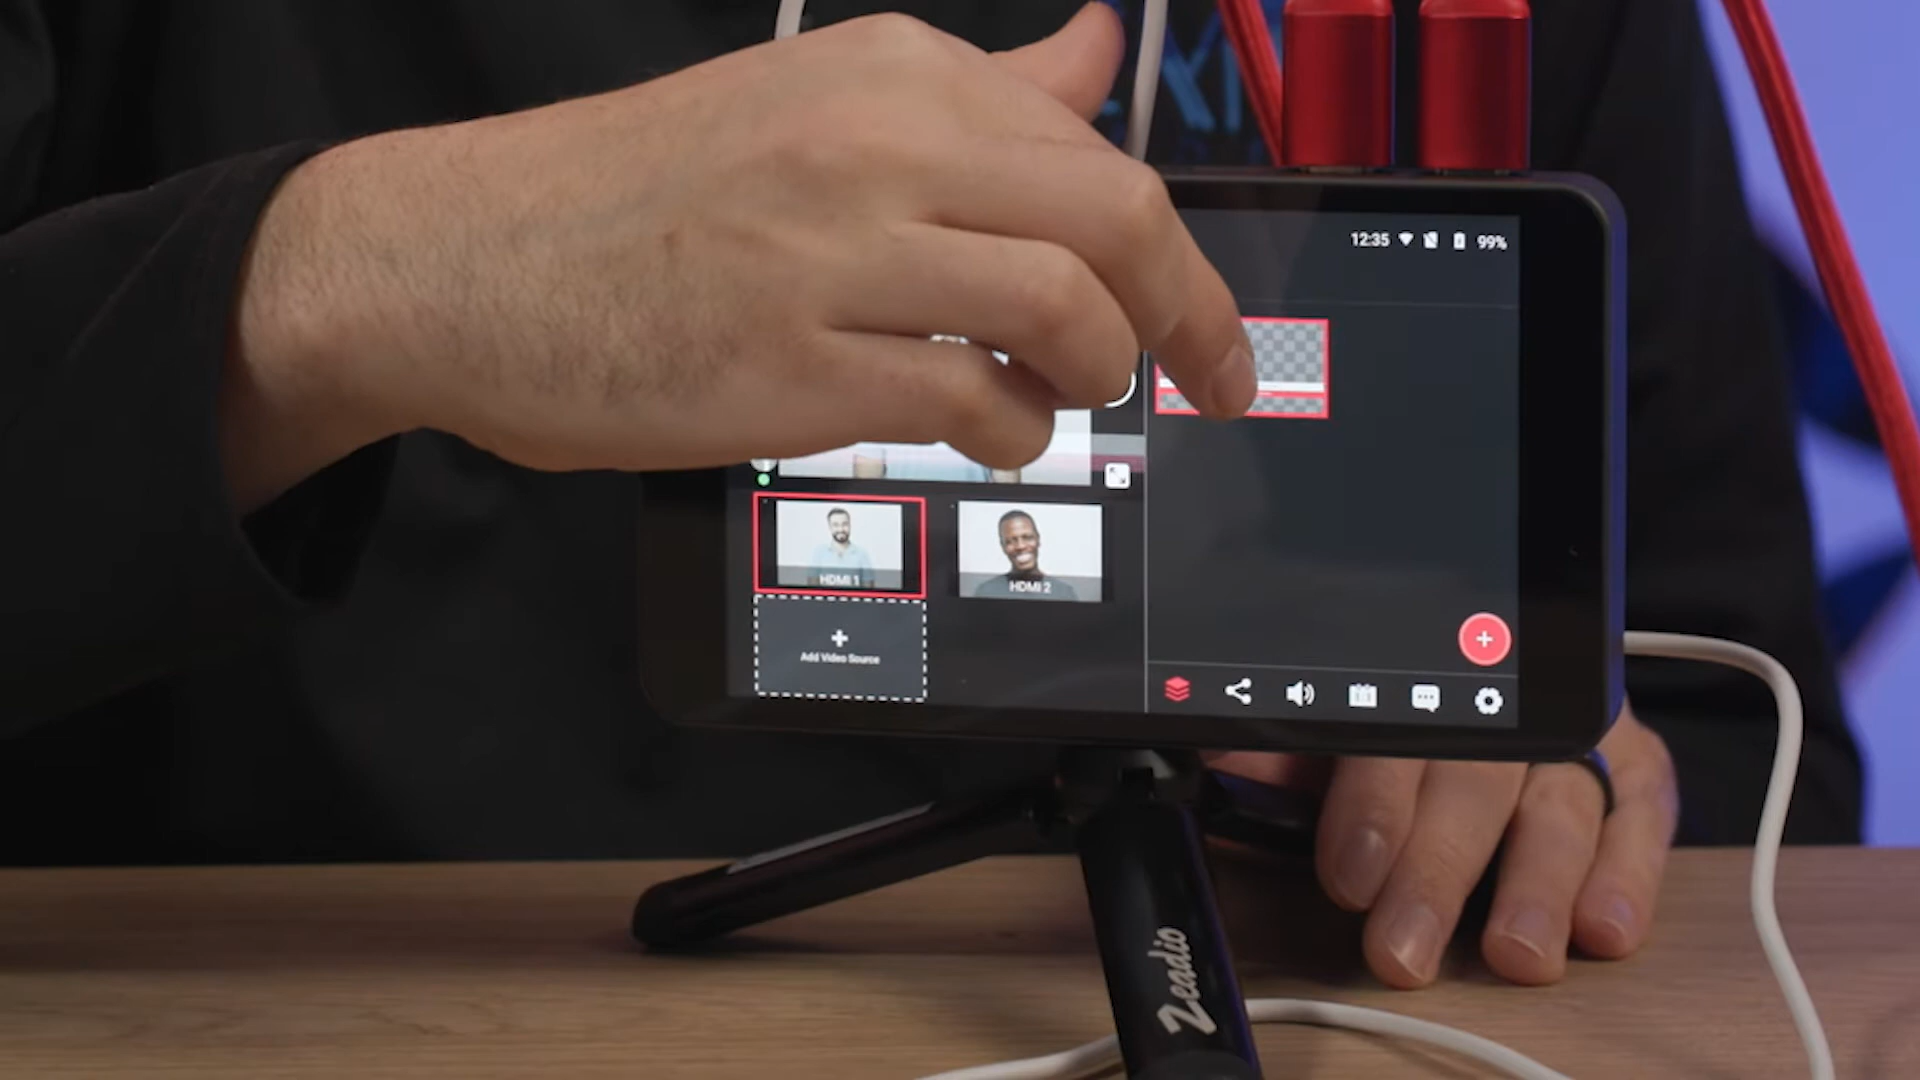 12:35 99%
HDMI 1
HDMI 2
Add Video Source
Zeadio